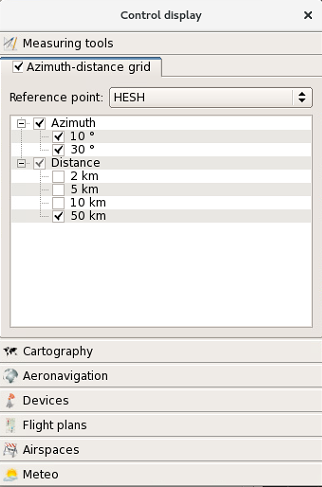 Control display
Measuring tools
Azimuth-distance grid
Reference point: HESH
Azimuth
10 °
30 °
Distance
2 km
5 km
10 km
50 km
Cartography
Aeronavigation
Devices
Flight plans
Airspaces
Meteo